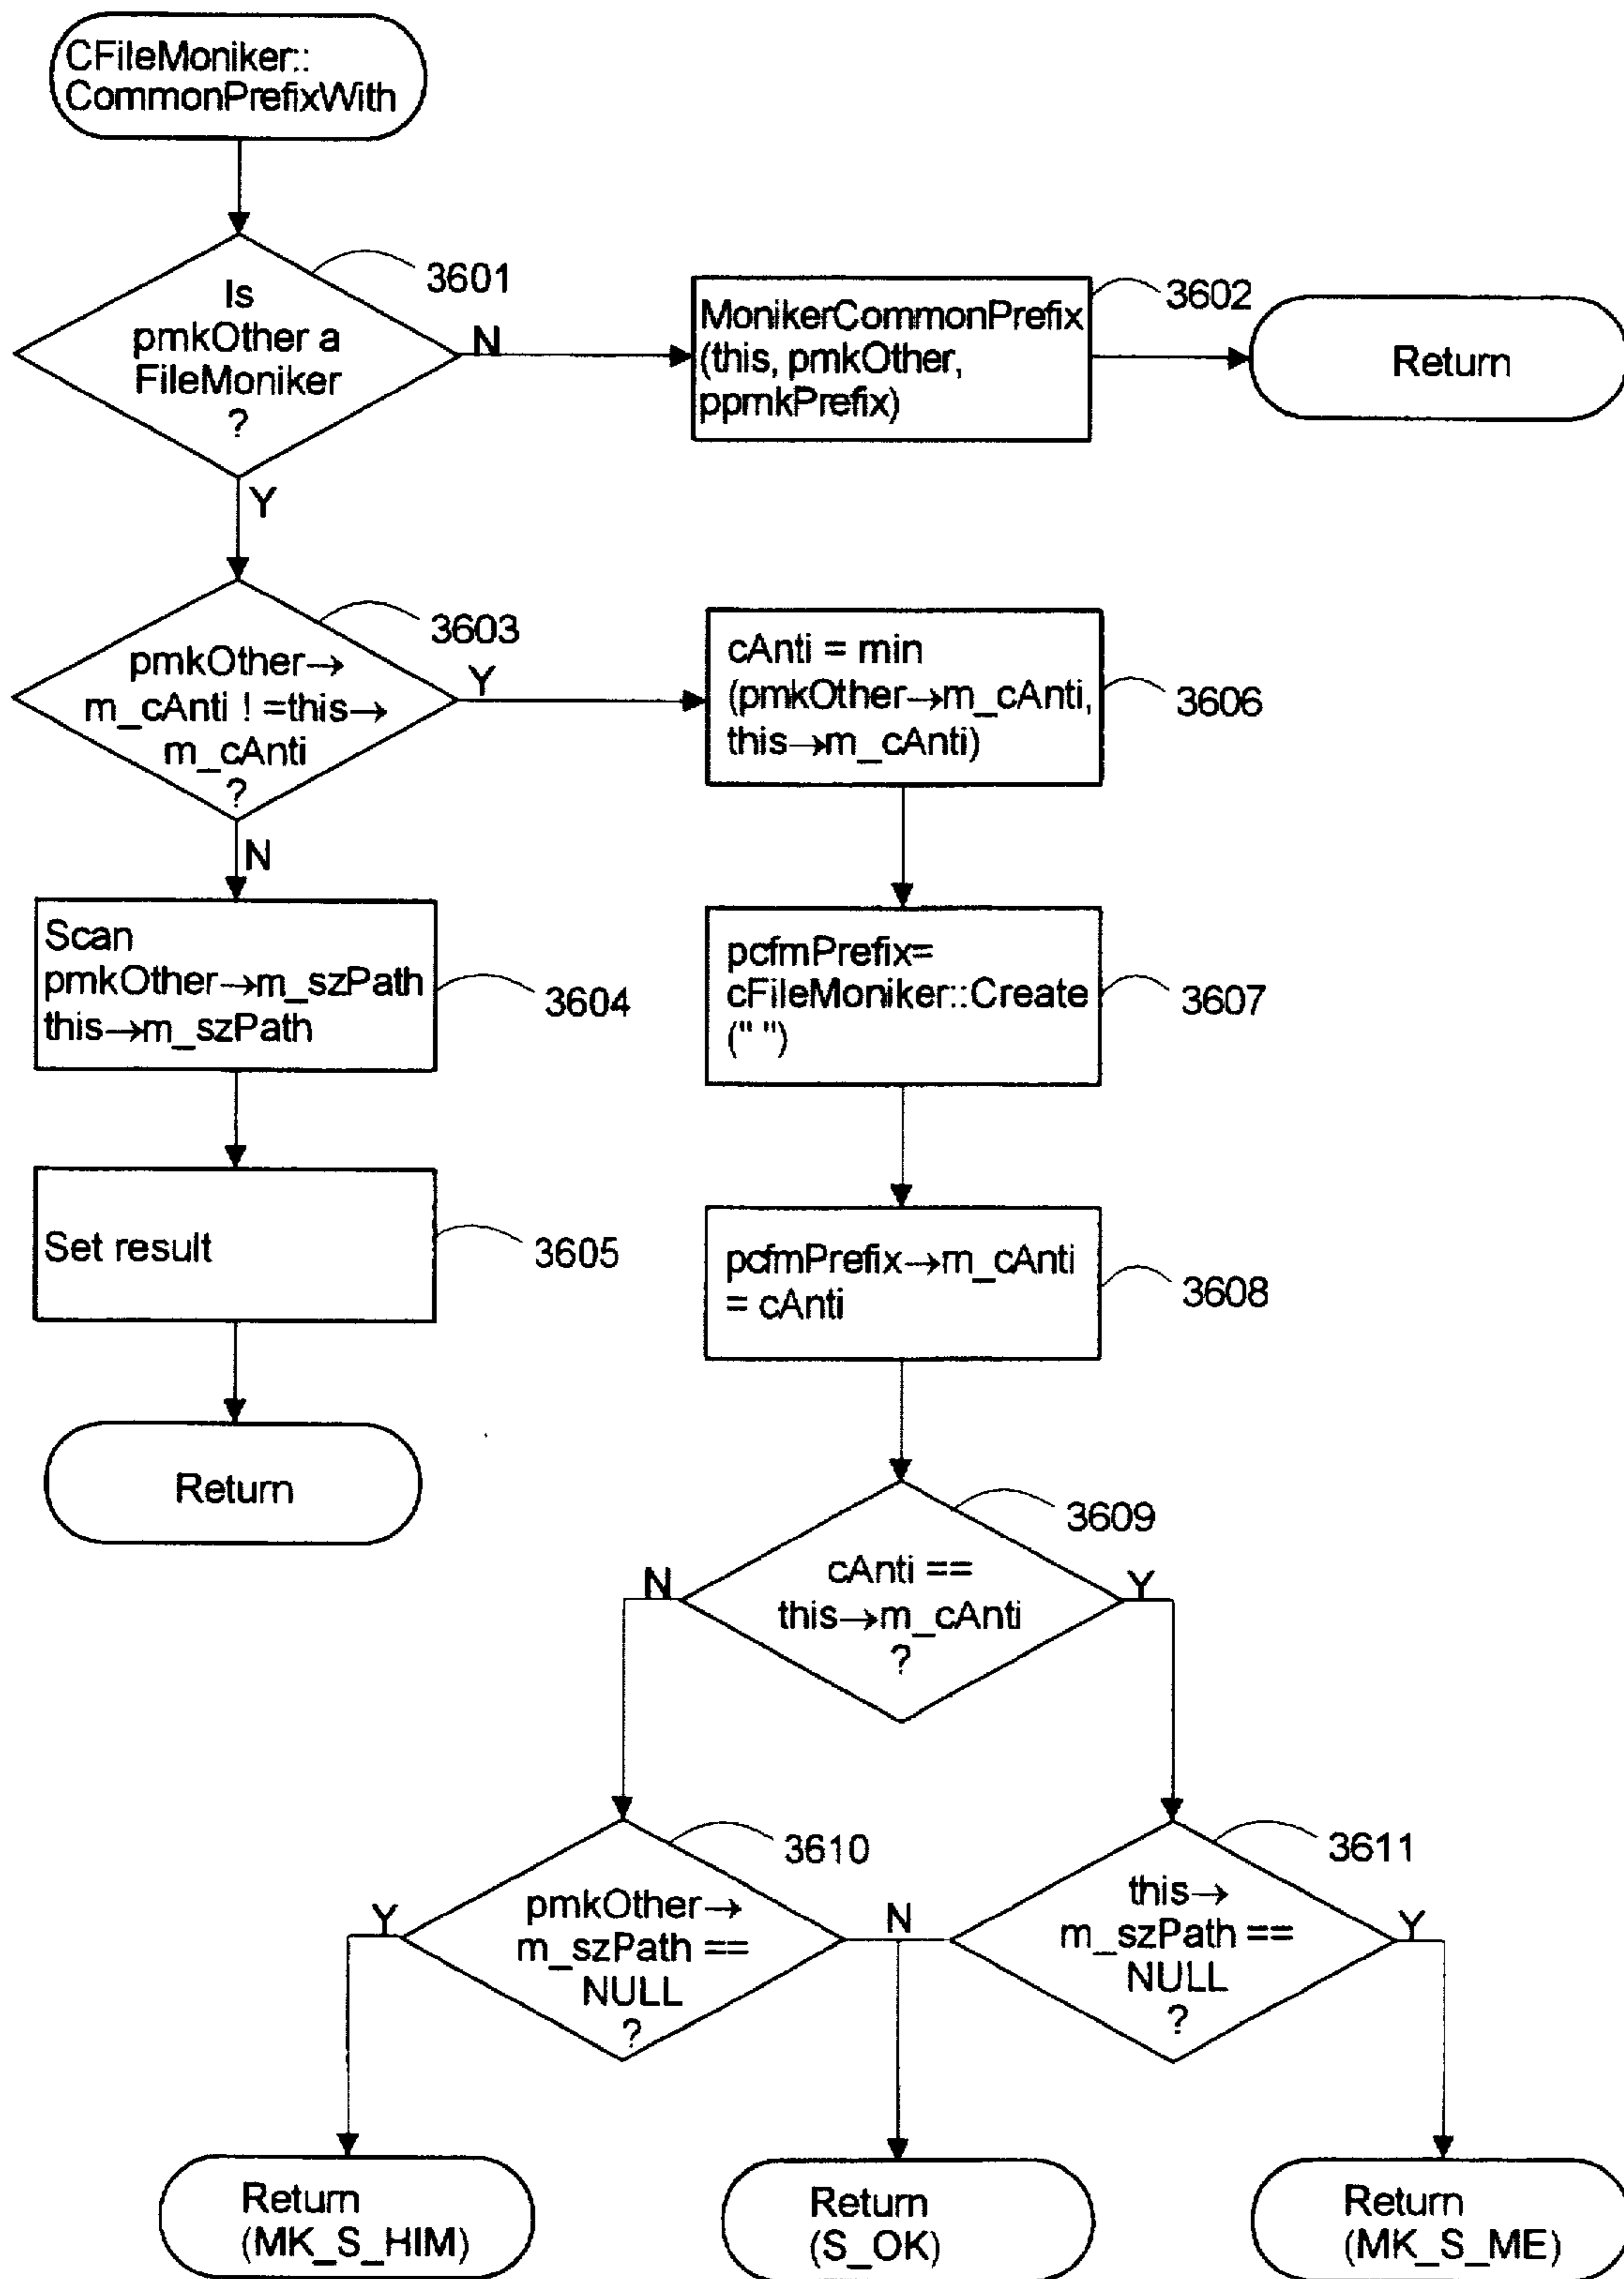 CFileMoniker::
CommonPrefixWith
3601
Is
pmkOther a
FileMoniker
?
N
Y
3602
MonikerCommonPrefix
(this, pmkOther,
ppmkPrefix)
Return
3603
pmkOther→
m_cAnti ! =this→
m_cAnti
?
Y
N
cAnti = min
(pmkOther→m_cAnti,
this→m_cAnti)
3606
Scan
pmkOther→m_szPath
this→m_szPath
3604
pcfmPrefix=
cFileMoniker::Create
(" ")
3607
Set result
3605
pcfmPrefix→m_cAnti
= cAnti
3608
Return
3609
cAnti ==
this→m_cAnti
?
N
Y
3610
pmkOther→
m_szPath ==
NULL
?
Y
N
3611
this→
m_szPath ==
NULL
?
Y
Return
(MK_S_HIM)
Return
(S_OK)
Return
(MK_S_ME)